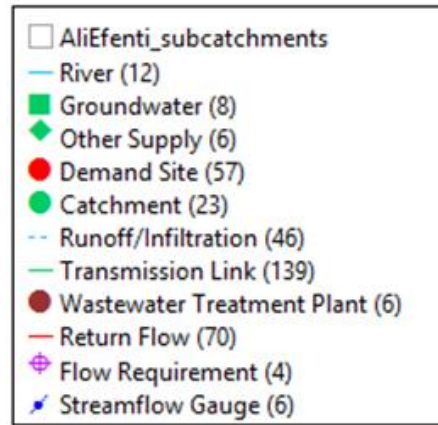 AliEfenti_subcatchments
River (12)
Groundwater (8)
Other Supply (6)
Demand Site (57)
Catchment (23)
Runoff/Infiltration (46)
Transmission Link (139)
Wastewater Treatment Plant (6)
Return Flow (70)
Flow Requirement (4)
Streamflow Gauge (6)